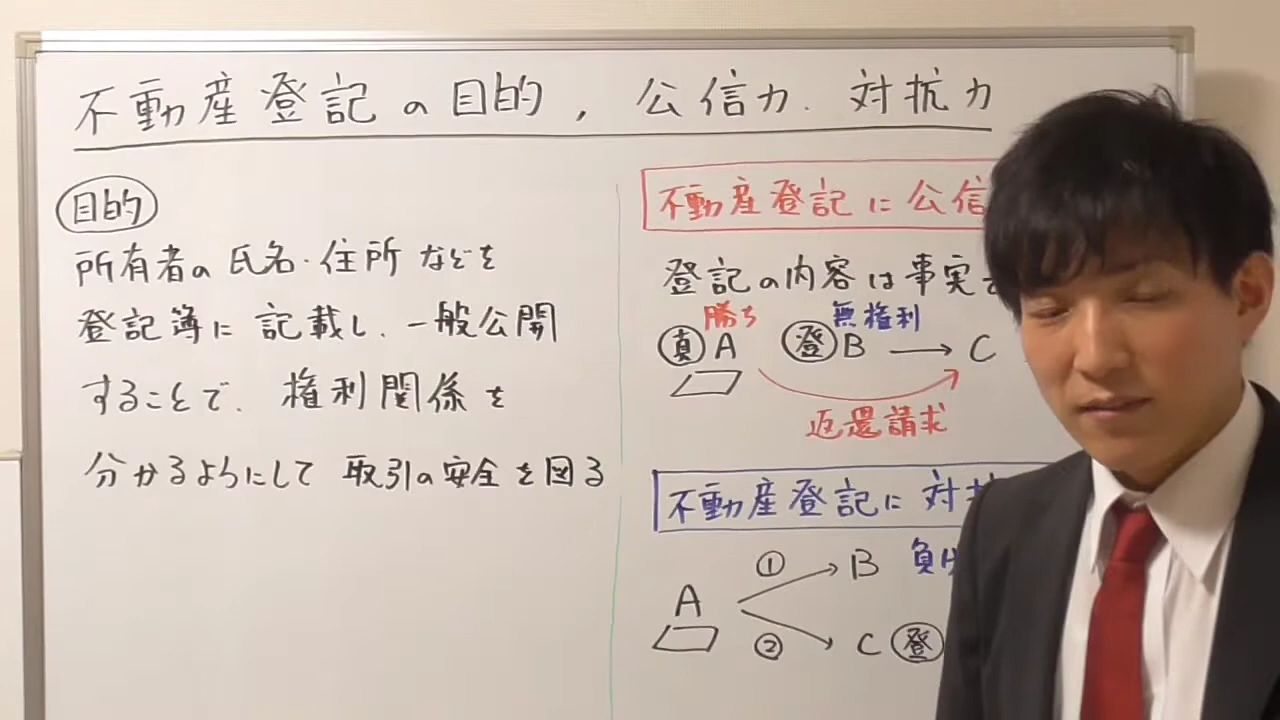 不動産登記の目的，公信力．対抗力
目的
所有者の氏名・住所などを
登記簿に記載し、一般公開
することで、権利関係を
分かるようにして取引の安全を図る
不動産登記に公信
登記の内容は事実
勝ち 無権利
真 A 登 B → C
返還請求
不動産登記に対抗
① B 負け
A
② C 登